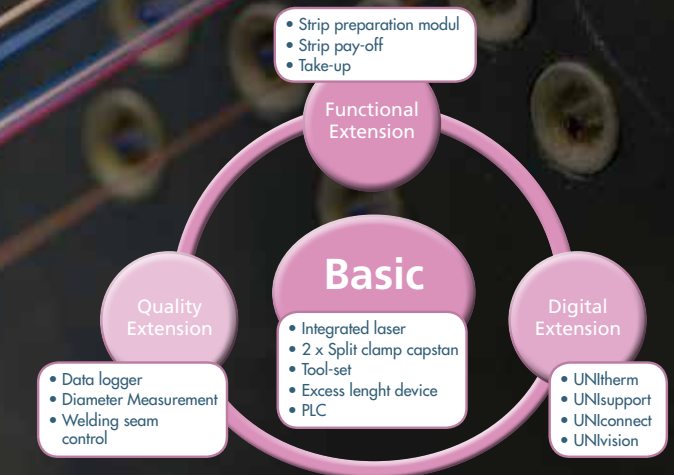 • Strip preparation modul
• Strip pay-off
• Take-up
Functional
Extension
Basic
• Integrated laser
• 2 x Split clamp capstan
• Tool-set
• Excess lenght device
• PLC
Quality
Extension
• Data logger
• Diameter Measurement
• Welding seam
control
Digital
Extension
• UNItherm
• UNIsupport
• UNIconnect
• UNIvision